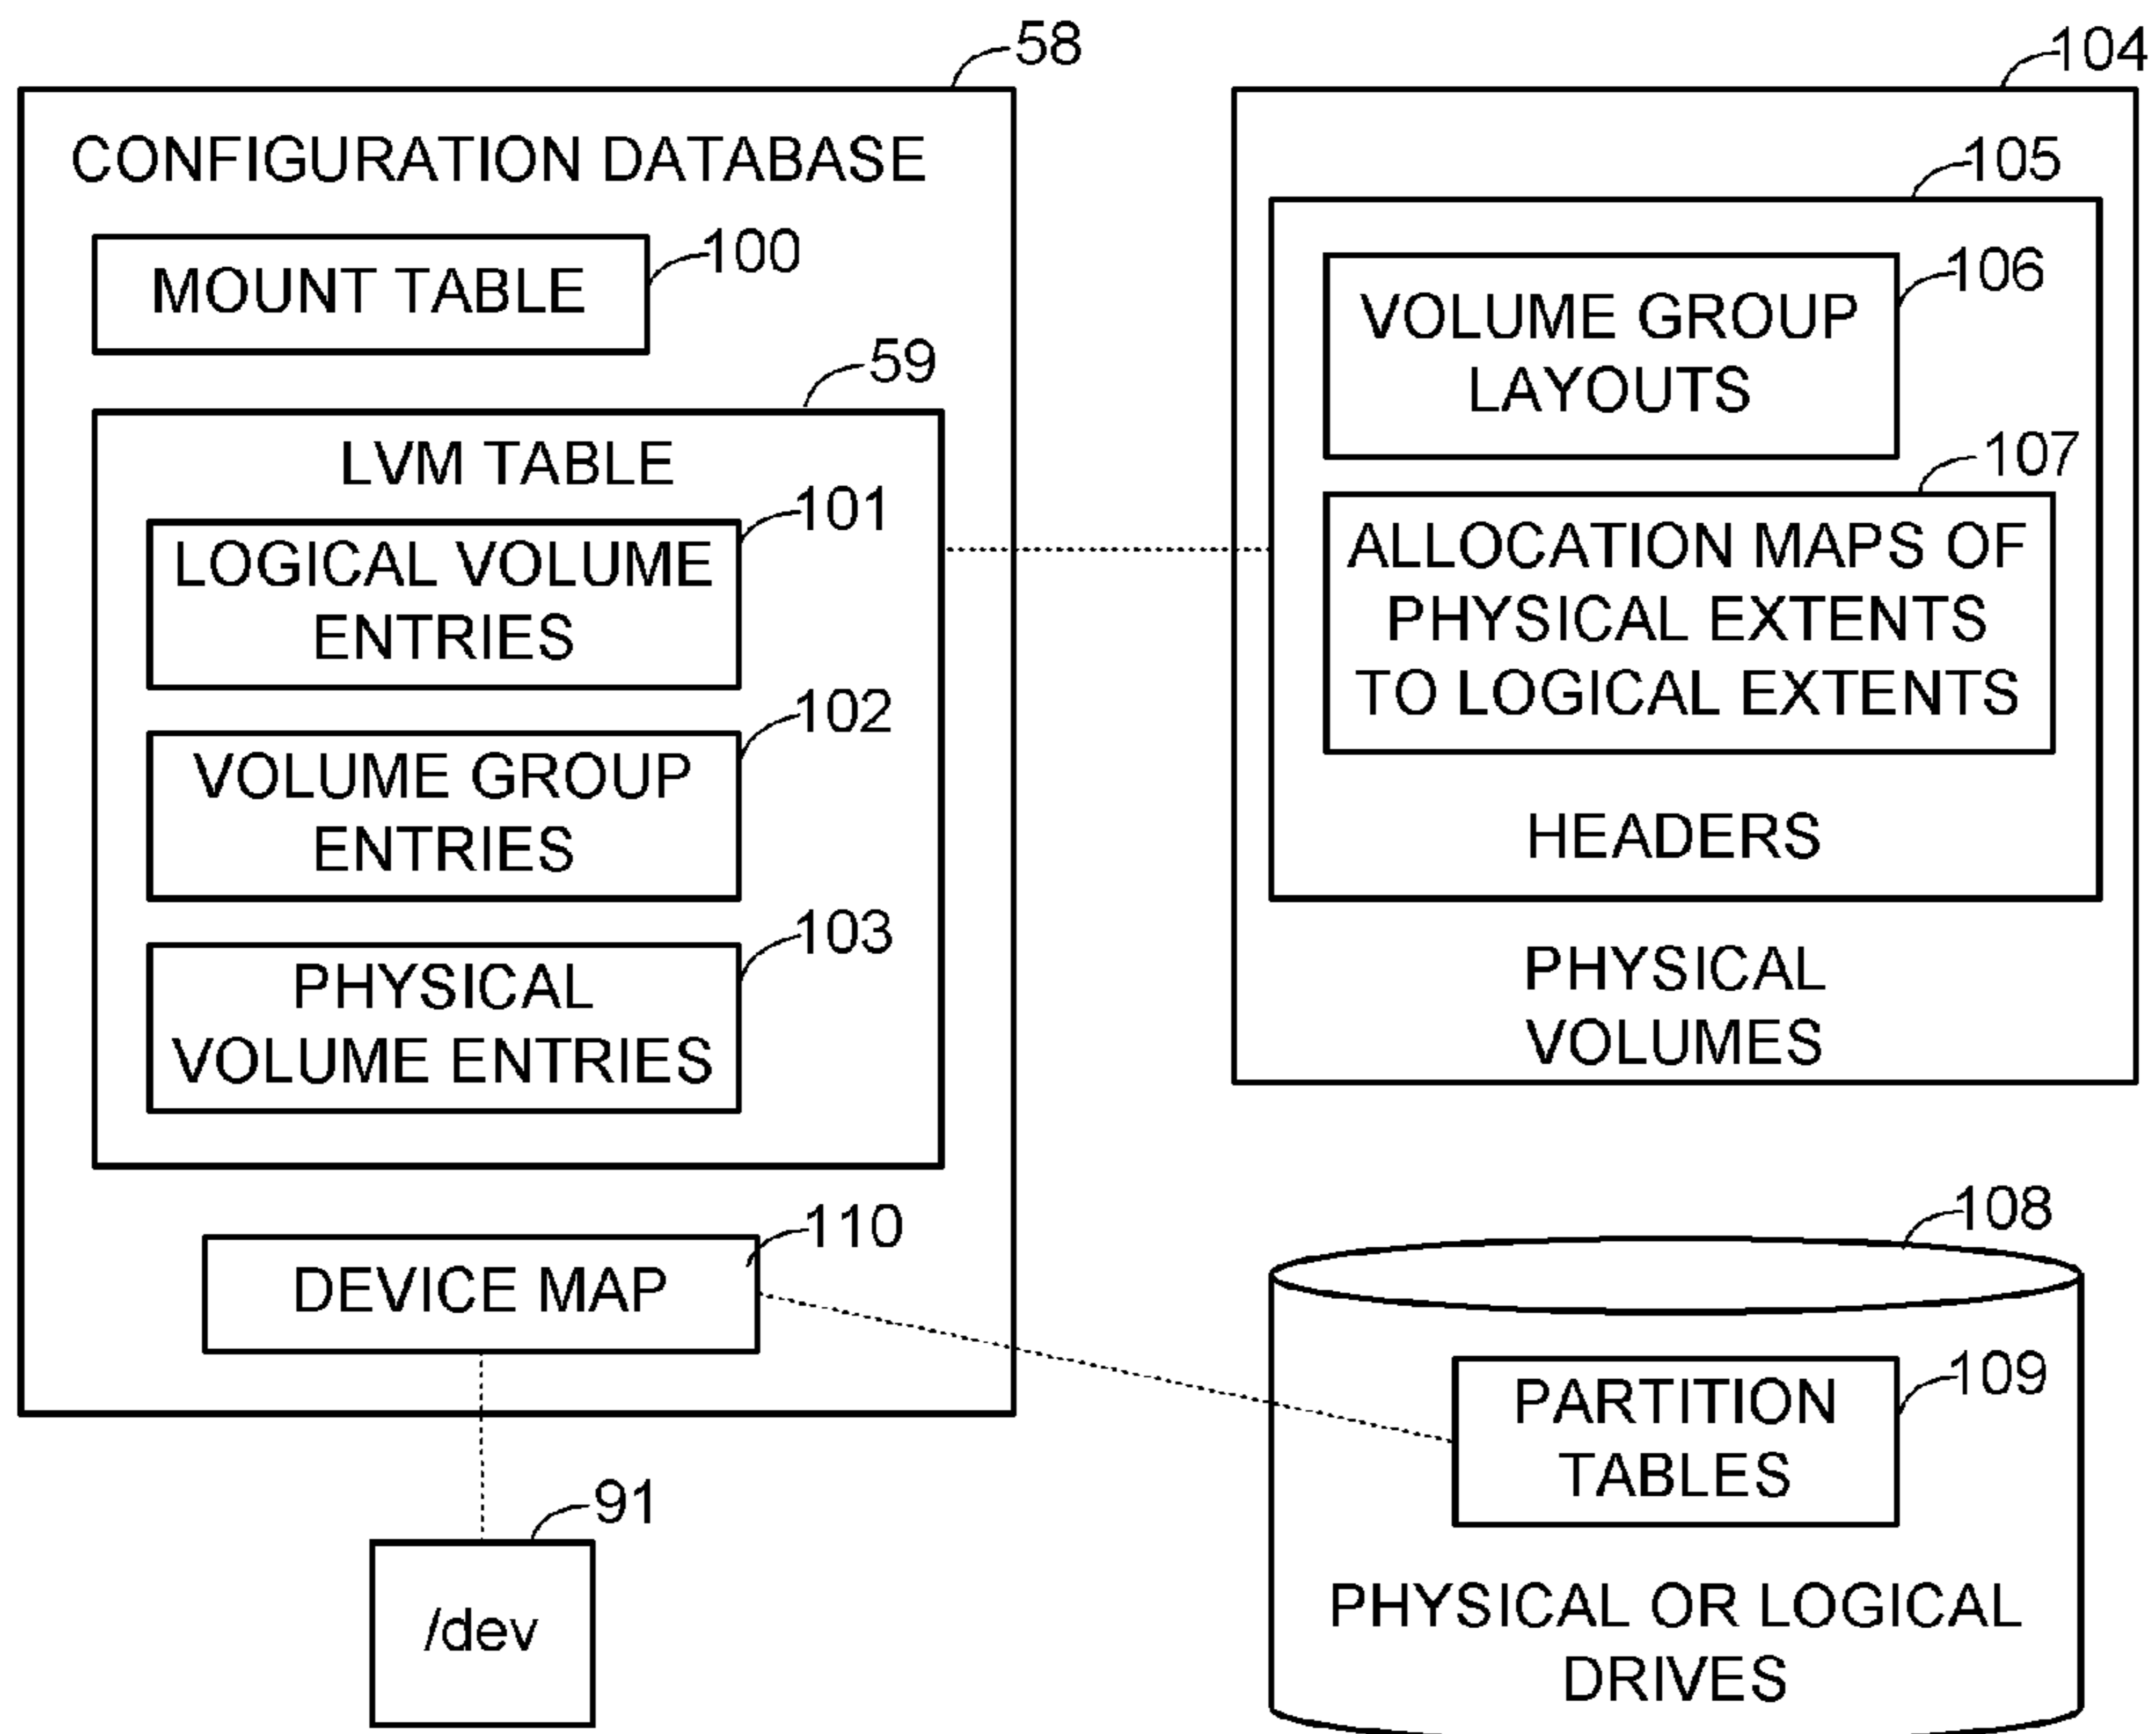 58
CONFIGURATION DATABASE
100
MOUNT TABLE
59
LVM TABLE
101
LOGICAL VOLUME
ENTRIES
102
VOLUME GROUP
ENTRIES
103
PHYSICAL
VOLUME ENTRIES
110
DEVICE MAP
91
/dev
104
105
106
VOLUME GROUP
LAYOUTS
107
ALLOCATION MAPS OF
PHYSICAL EXTENTS
TO LOGICAL EXTENTS
HEADERS
PHYSICAL
VOLUMES
108
109
PARTITION
TABLES
PHYSICAL OR LOGICAL
DRIVES